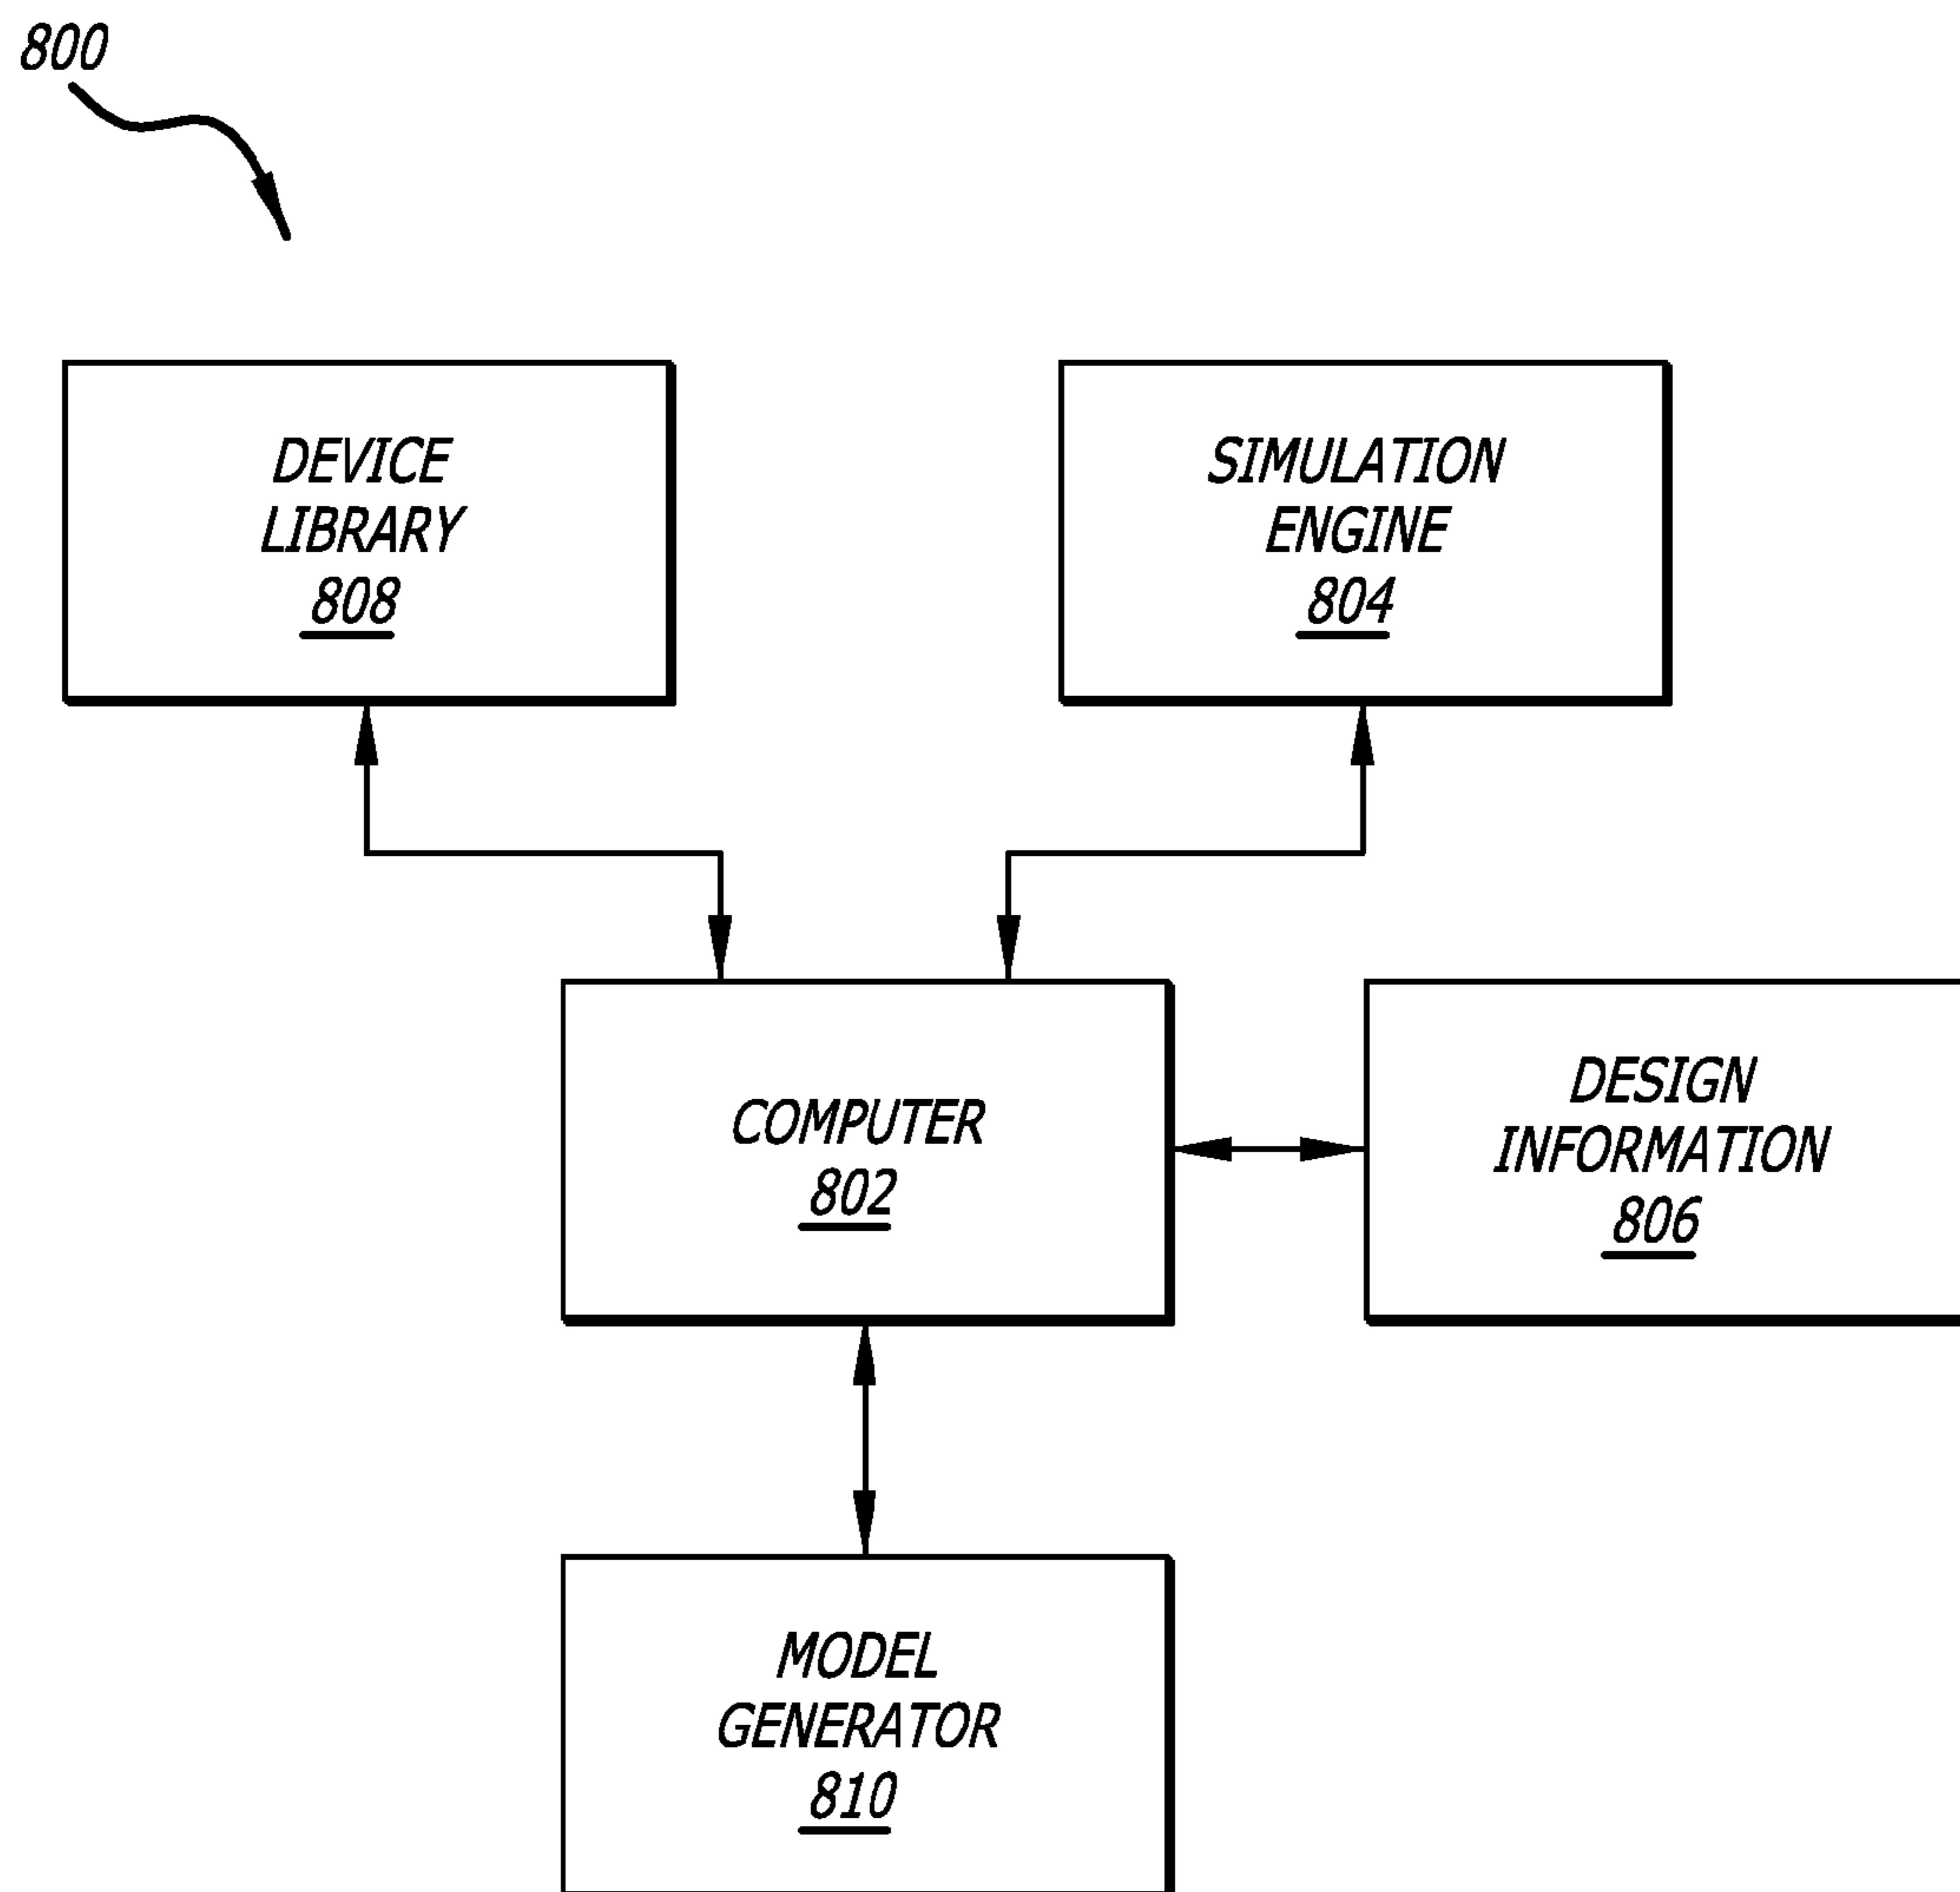 800
DEVICE
LIBRARY
808
SIMULATION
ENGINE
804
COMPUTER
802
DESIGN
INFORMATION
806
MODEL
GENERATOR
810